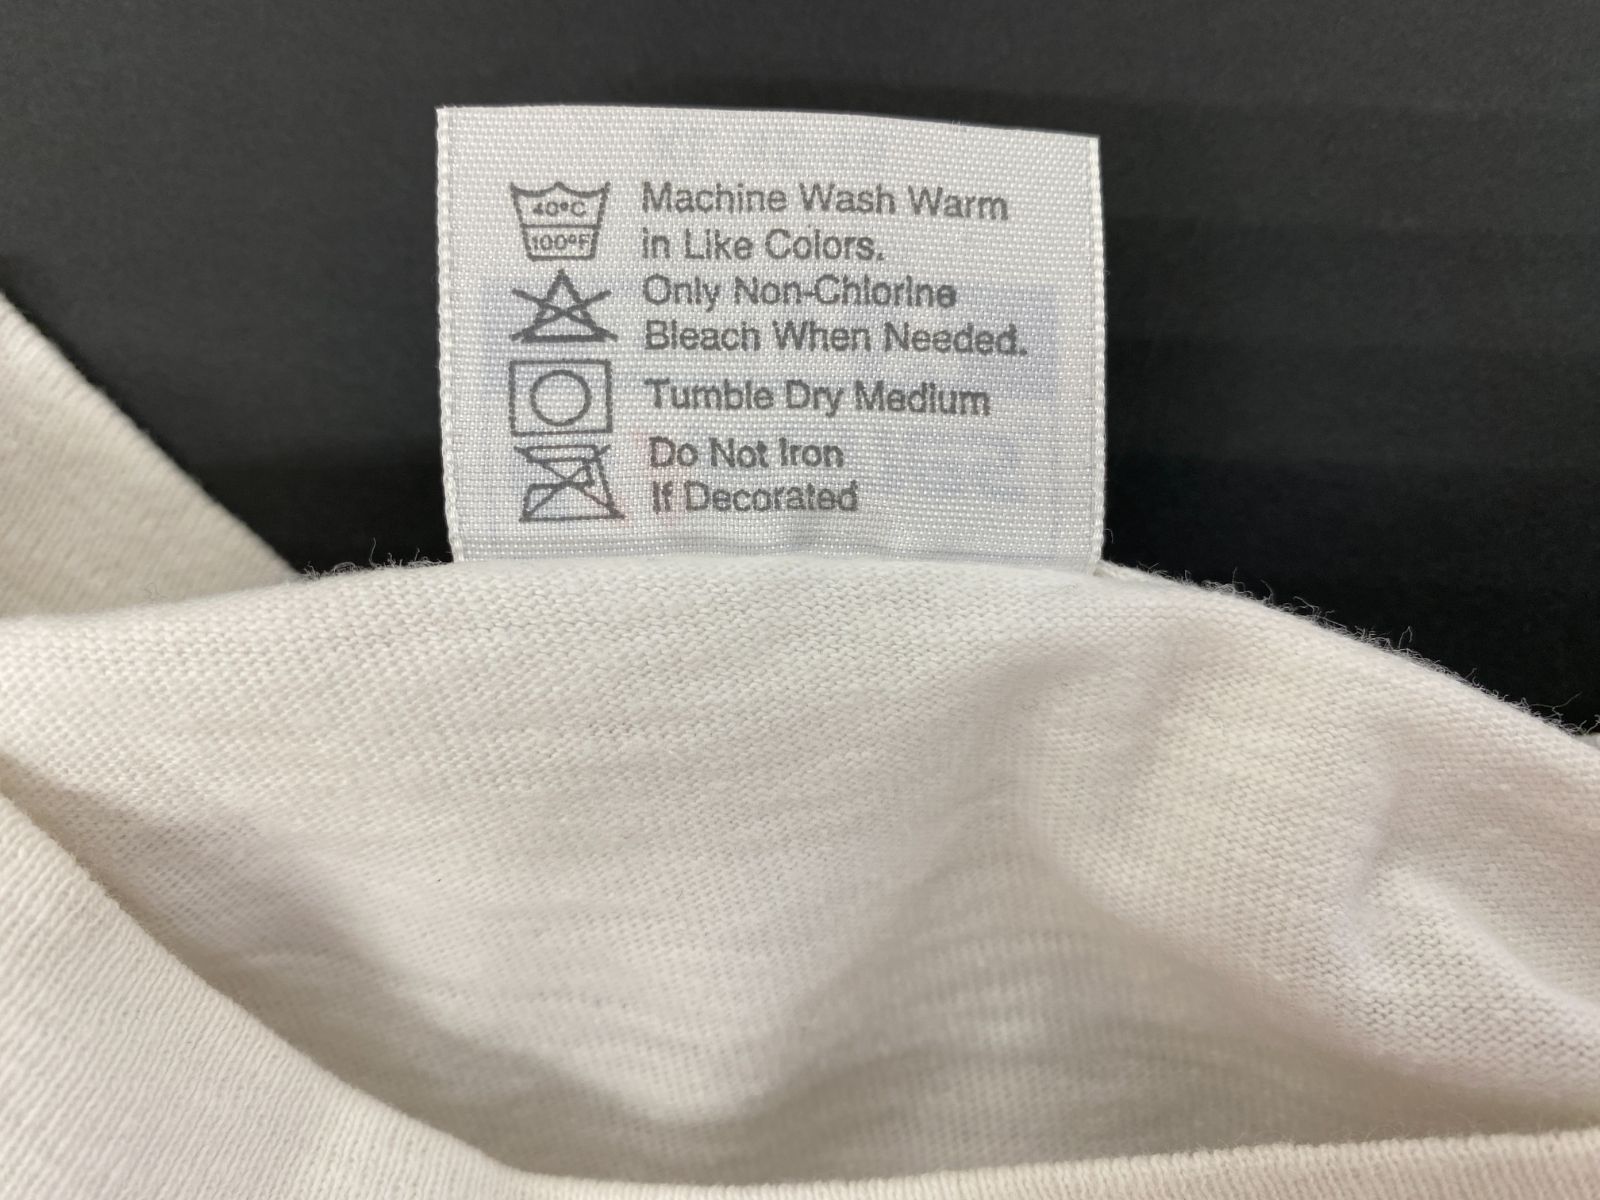 40°C
100°F
Machine Wash Warm
in Like Colors.
Only Non-Chlorine
Bleach When Needed.
Tumble Dry Medium
Do Not Iron
If Decorated